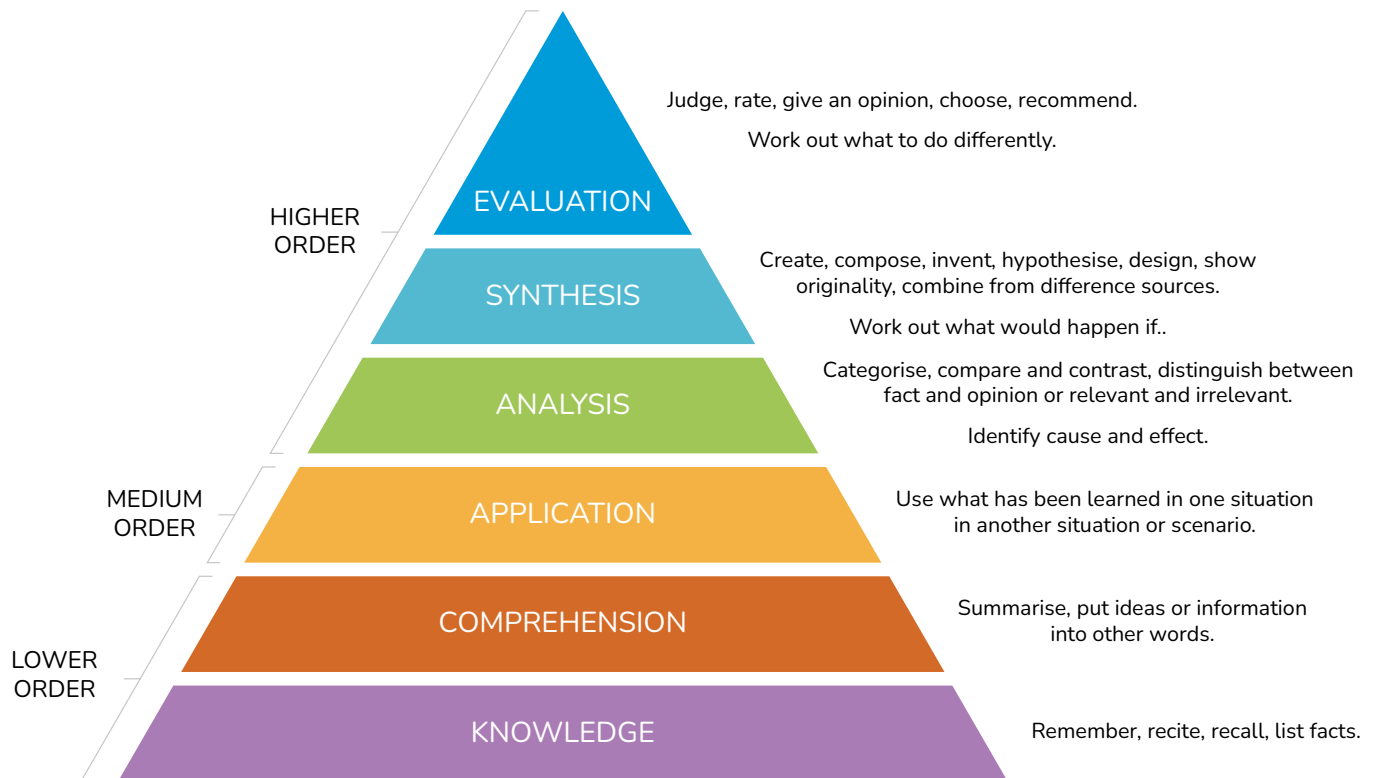 Judge, rate, give an opinion, choose, recommend.
Work out what to do differently.
EVALUATION
HIGHER
ORDER
Create, compose, invent, hypothesise, design, show
originality, combine from difference sources.
SYNTHESIS
Work out what would happen if..
Categorise, compare and contrast, distinguish between
fact and opinion or relevant and irrelevant.
ANALYSIS
Identify cause and effect.
MEDIUM
ORDER
APPLICATION
Use what has been learned in one situation
in another situation or scenario.
COMPREHENSION
Summarise, put ideas or information
into other words.
LOWER
ORDER
KNOWLEDGE
Remember, recite, recall, list facts.